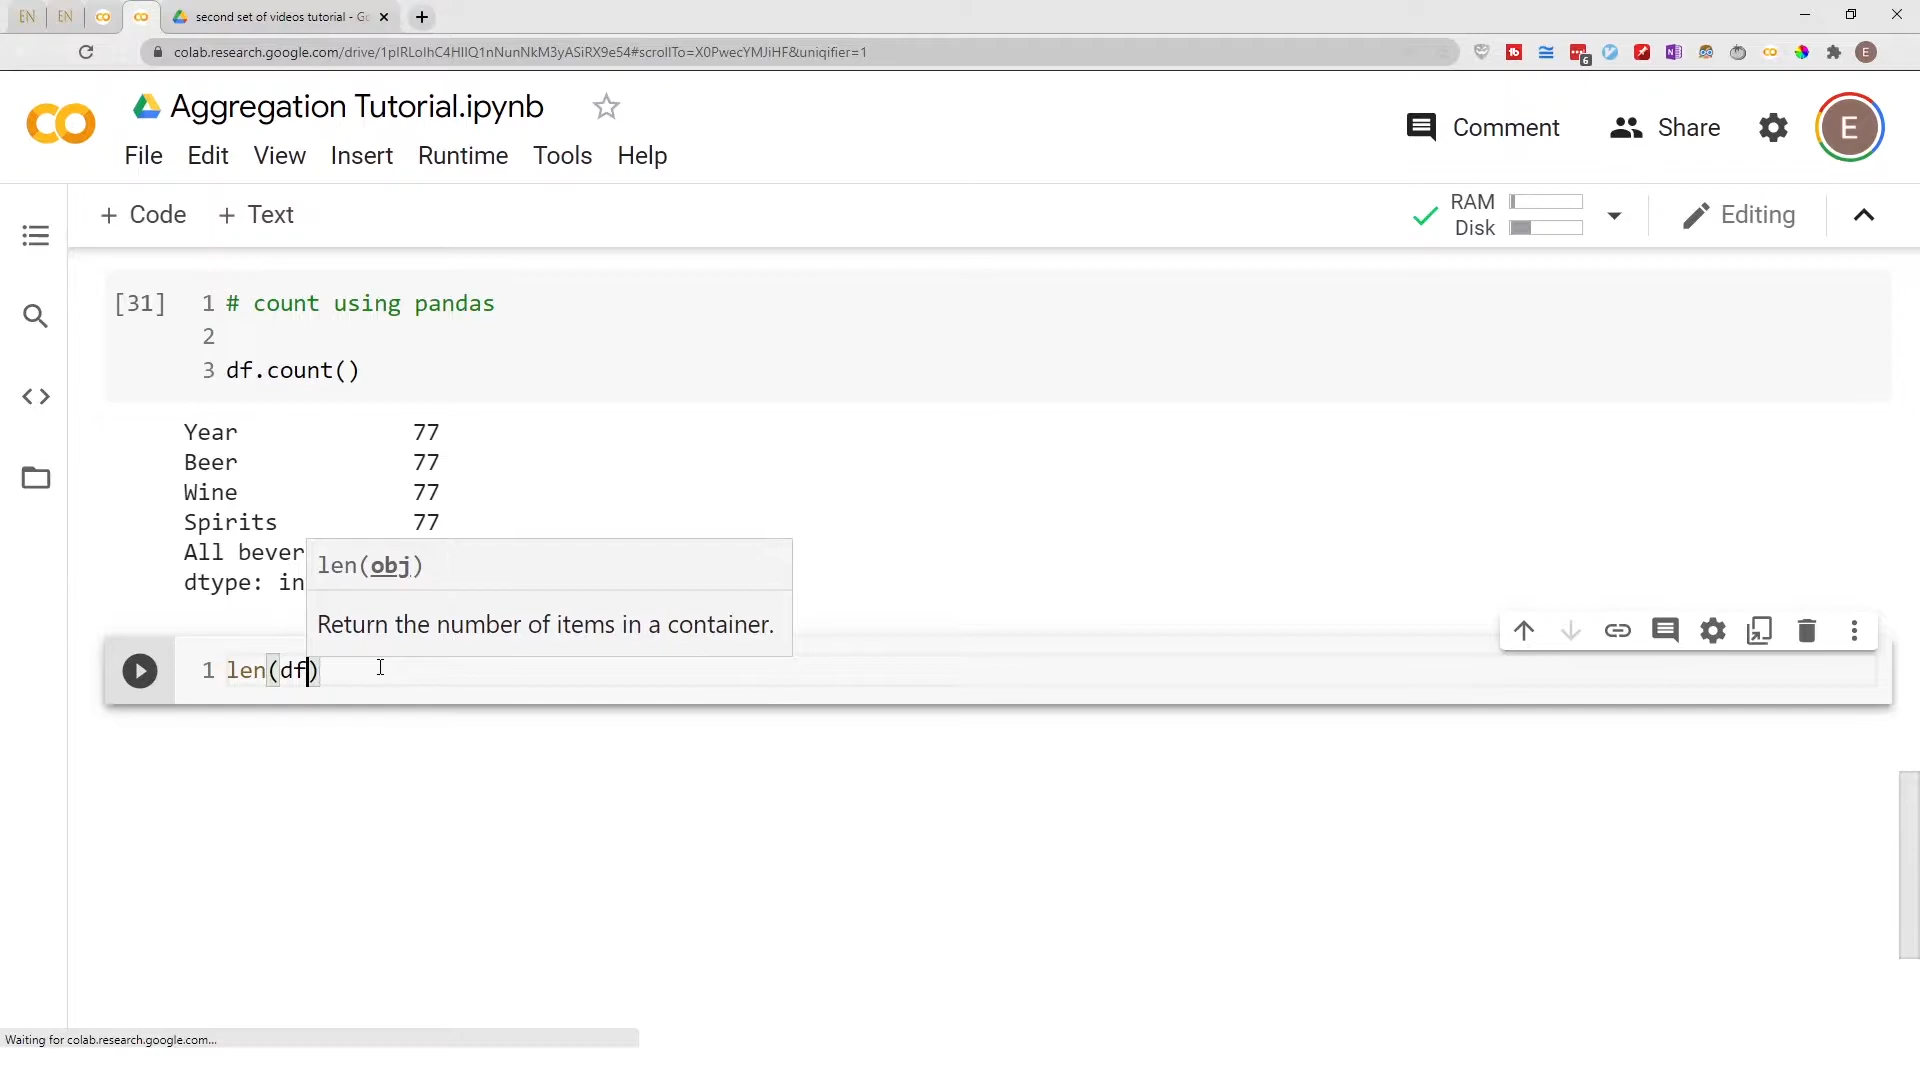 EN
EN
second set of videos tutorial - Go
colab.research.google.com/drive/1pIRLoIhC4HIlQ1nNunNkM3yASiRX9e54#scrollTo=X0PwecYMJiHF&uniqifier=1
6
E
CO
Aggregation Tutorial.ipynb
Comment
Share
E
File Edit View Insert Runtime Tools Help
+ Code + Text
RAM
Disk
Editing
[31]
1 # count using pandas
2
3 df.count()
Year 77
Beer 77
Wine 77
Spirits 77
All bever
dtype: in
len(obj)
Return the number of items in a container.
1 len(df)
Waiting for colab.research.google.com...